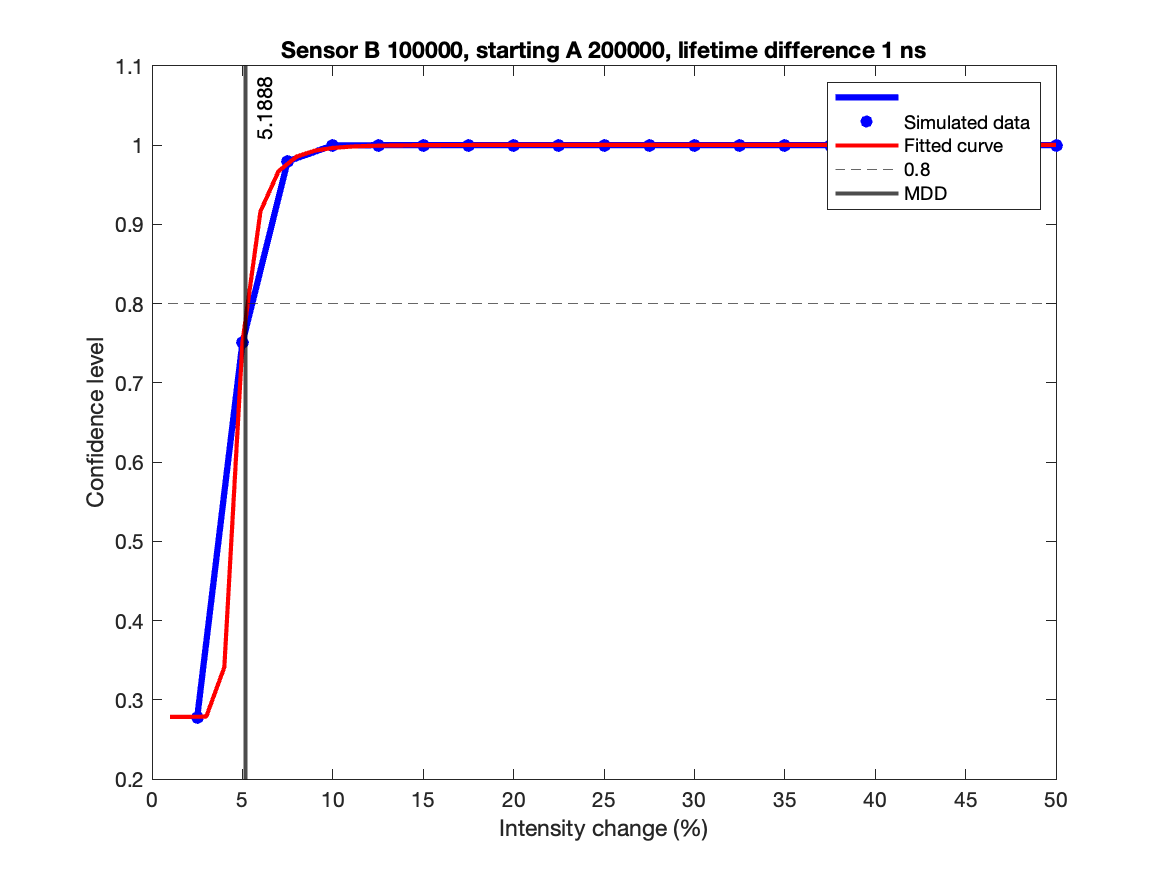 Sensor B 100000, starting A 200000, lifetime difference 1 ns
1.1
1
0.9
0.8
0.7
0.6
0.5
0.4
0.3
0.2
Confidence level
5.1888
Simulated data
Fitted curve
0.8
MDD
0 5 10 15 20 25 30 35 40 45 50
Intensity change (%)